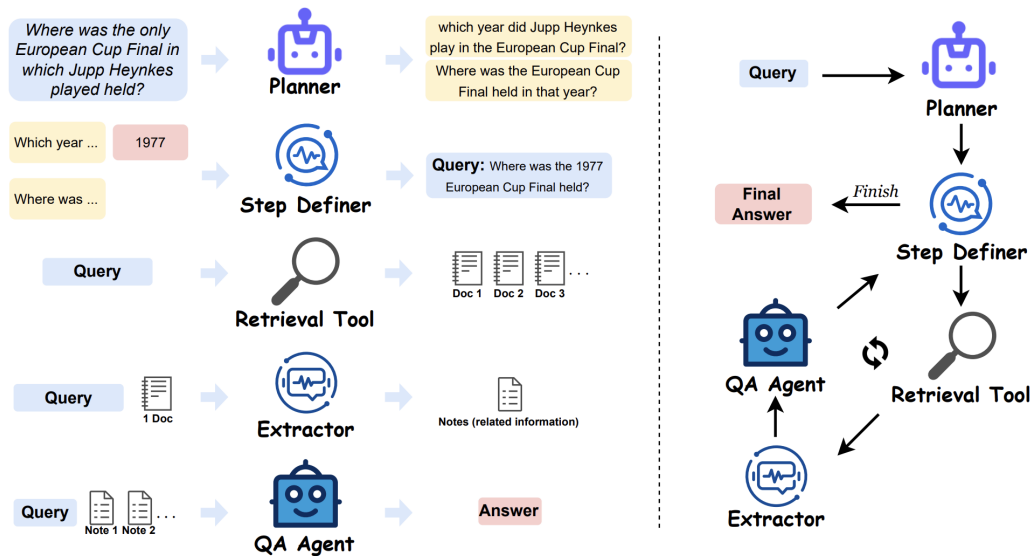 Where was the only
European Cup Final in
which Jupp Heynkes
played held?
Planner
which year did Jupp Heynkes
play in the European Cup Final?
Where was the European Cup
Final held in that year?
Which year ...
1977
Where was ...
Step Definer
Query: Where was the 1977
European Cup Final held?
Query
Retrieval Tool
Doc 1
Doc 2
Doc 3
...
Query
1 Doc
Extractor
Notes (related information)
Query
Note 1
Note 2
...
QA Agent
Answer
Query
Planner
Final
Answer
Finish
Step Definer
QA Agent
Retrieval Tool
Extractor